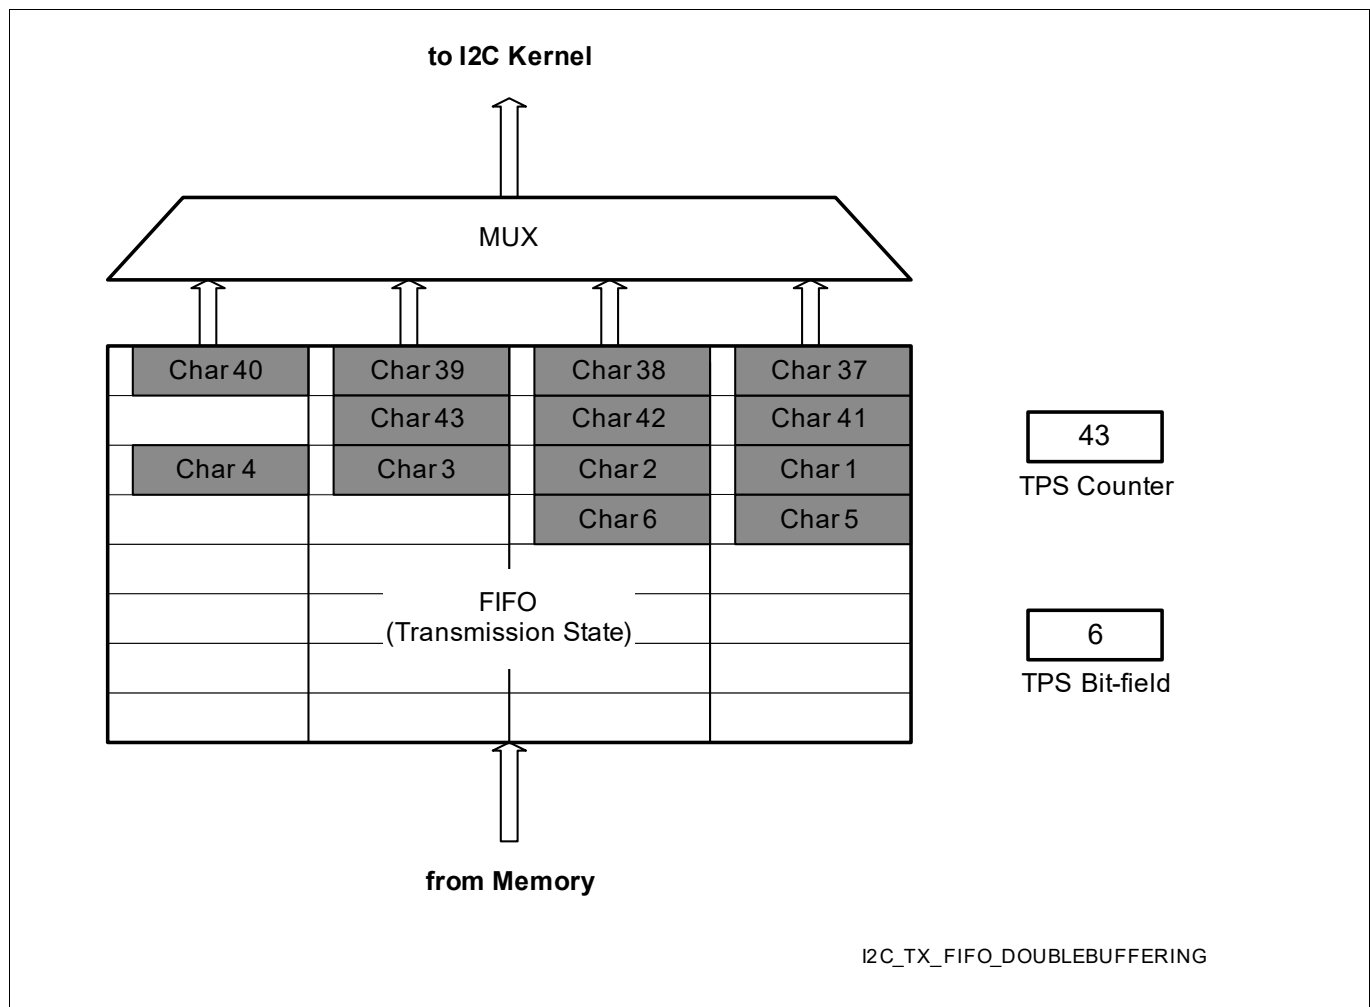 to I2C Kernel
MUX
Char 40 Char 39 Char 38 Char 37
Char 43 Char 42 Char 41
Char 4 Char 3 Char 2 Char 1
Char 6 Char 5
43
TPS Counter
FIFO
(Transmission State)
6
TPS Bit-field
from Memory
I2C_TX_FIFO_DOUBLEBUFFERING